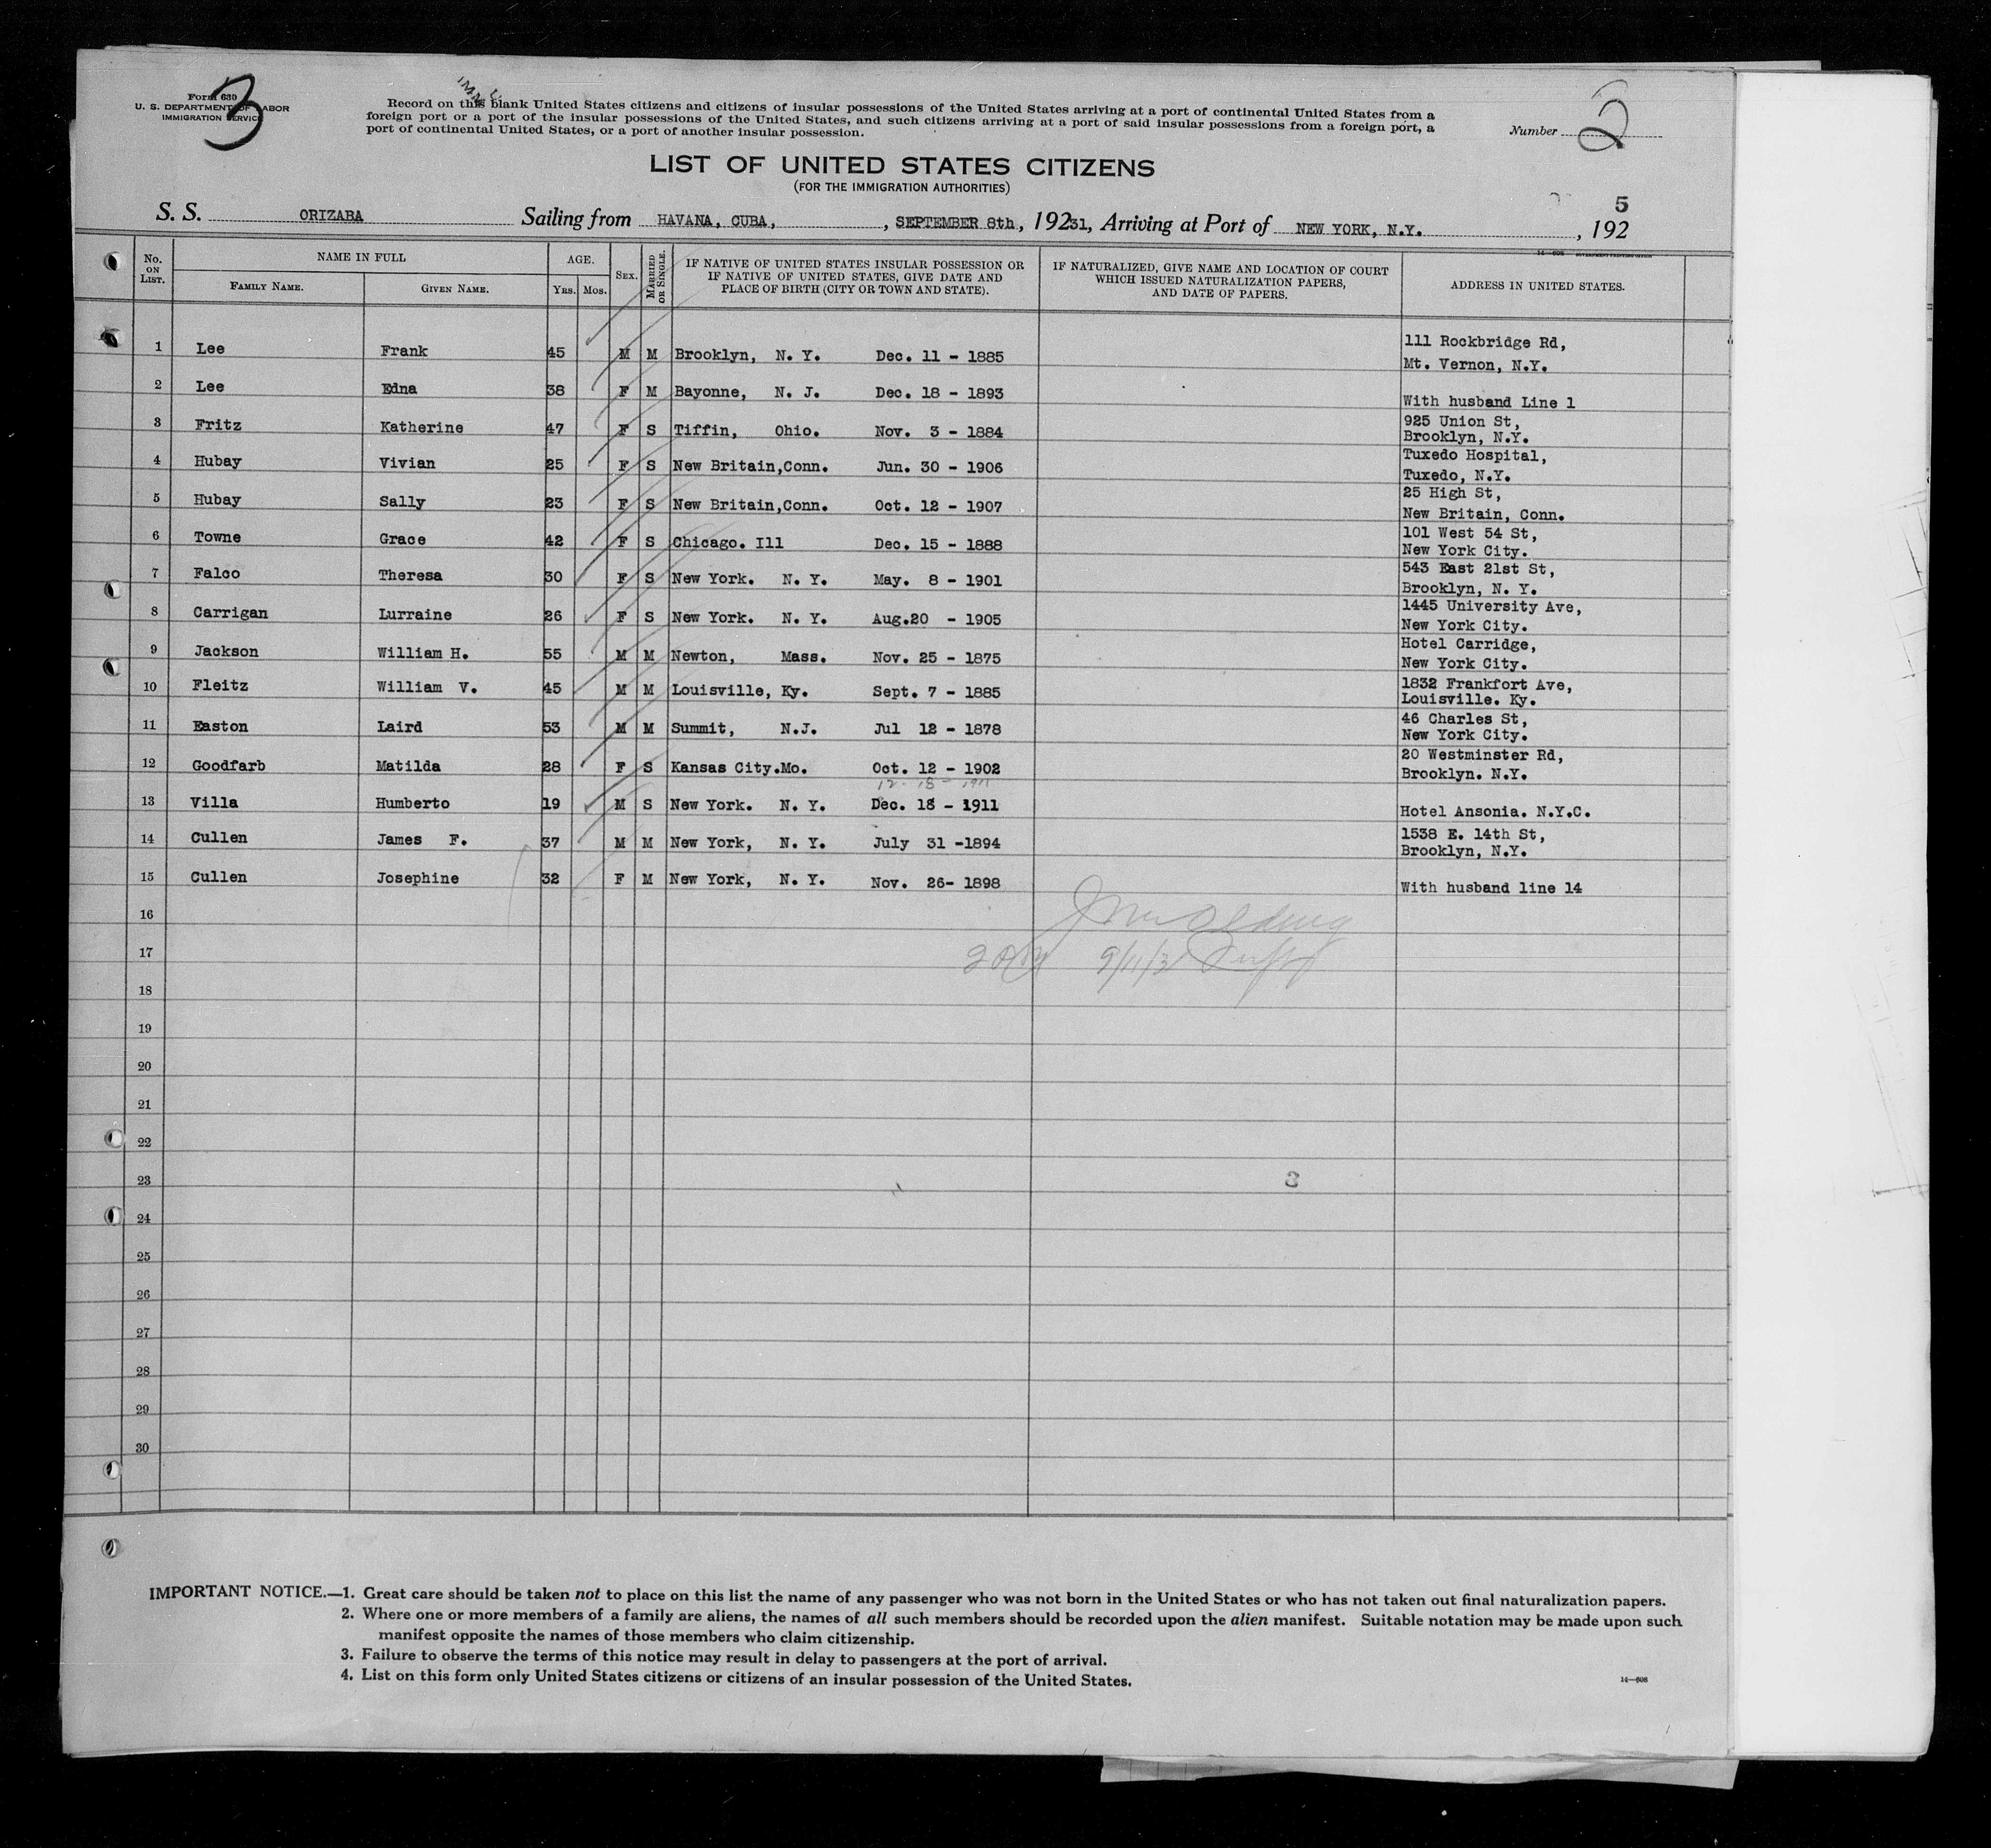 Form 630
U. S. DEPARTMENT OF LABOR
IMMIGRATION SERVICE
3
Record on this blank United States citizens and citizens of insular possessions of the United States arriving at a port of continental United States from a
foreign port or a port of the insular possessions of the United States, and such citizens arriving at a port of said insular possessions from a foreign port, a
port of continental United States, or a port of another insular possession.
Number 2
LIST OF UNITED STATES CITIZENS
(FOR THE IMMIGRATION AUTHORITIES)
5
S. S. ORIZABA Sailing from HAVANA, CUBA, , SEPTEMBER 8th, 19231, Arriving at Port of NEW YORK, N.Y. , 192
No. ON LIST. NAME IN FULL FAMILY NAME. GIVEN NAME. AGE. YRS. MOS. SEX. MARRIED OR SINGLE. IF NATIVE OF UNITED STATES INSULAR POSSESSION OR IF NATIVE OF UNITED STATES, GIVE DATE AND PLACE OF BIRTH (CITY OR TOWN AND STATE). IF NATURALIZED, GIVE NAME AND LOCATION OF COURT WHICH ISSUED NATURALIZATION PAPERS, AND DATE OF PAPERS. ADDRESS IN UNITED STATES.
1 Lee Frank 45 M M Brooklyn, N. Y. Dec. 11 - 1885 111 Rockbridge Rd,
Mt. Vernon, N.Y.
2 Lee Edna 38 F M Bayonne, N. J. Dec. 18 - 1893 With husband Line 1
3 Fritz Katherine 47 F S Tiffin, Ohio. Nov. 3 - 1884 925 Union St,
Brooklyn, N.Y.
4 Hubay Vivian 25 F S New Britain,Conn. Jun. 30 - 1906 Tuxedo Hospital,
Tuxedo, N.Y.
5 Hubay Sally 23 F S New Britain,Conn. Oct. 12 - 1907 25 High St,
New Britain, Conn.
6 Towne Grace 42 F S Chicago. Ill Dec. 15 - 1888 101 West 54 St,
New York City.
7 Falco Theresa 30 F S New York. N. Y. May. 8 - 1901 543 East 21st St,
Brooklyn, N. Y.
8 Carrigan Lurraine 26 F S New York. N. Y. Aug.20 - 1905 1445 University Ave,
New York City.
9 Jackson William H. 55 M M Newton, Mass. Nov. 25 - 1875 Hotel Carridge,
New York City.
10 Fleitz William V. 45 M M Louisville, Ky. Sept. 7 - 1885 1832 Frankfort Ave,
Louisville. Ky.
11 Easton Laird 53 M M Summit, N.J. Jul 12 - 1878 46 Charles St,
New York City.
12 Goodfarb Matilda 28 F S Kansas City.Mo. Oct. 12 - 1902 20 Westminster Rd,
Brooklyn. N.Y.
12-18-1911
13 Villa Humberto 19 M S New York. N. Y. Dec. 18 - 1911 Hotel Ansonia. N.Y.C.
14 Cullen James F. 37 M M New York, N. Y. July 31 -1894 1538 E. 14th St,
Brooklyn, N.Y.
15 Cullen Josephine 32 F M New York, N. Y. Nov. 26- 1898 With husband line 14
16
17 9/11/31
18
19
20
21
22
23 3
24
25
26
27
28
29
30
IMPORTANT NOTICE.—1. Great care should be taken not to place on this list the name of any passenger who was not born in the United States or who has not taken out final naturalization papers.
2. Where one or more members of a family are aliens, the names of all such members should be recorded upon the alien manifest. Suitable notation may be made upon such
manifest opposite the names of those members who claim citizenship.
3. Failure to observe the terms of this notice may result in delay to passengers at the port of arrival.
4. List on this form only United States citizens or citizens of an insular possession of the United States.
14—608